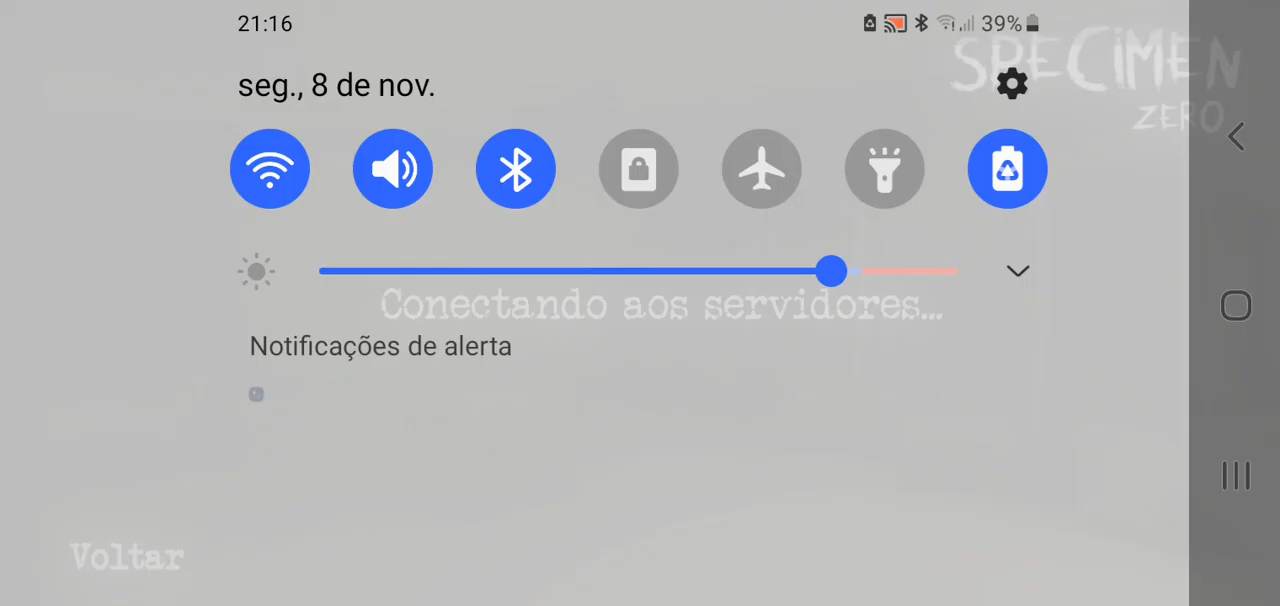 21:16
39%
SPECiMEN
ZERO
seg., 8 de nov.
Conectando aos servidores...
Notificações de alerta
Voltar